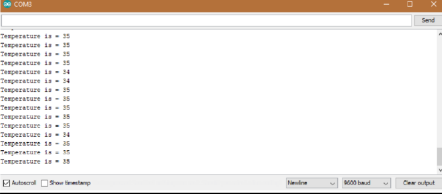 COM3
Send
Temperature is = 35
Temperature is = 35
Temperature is = 35
Temperature is = 35
Temperature is = 34
Temperature is = 34
Temperature is = 35
Temperature is = 35
Temperature is = 35
Temperature is = 35
Temperature is = 35
Temperature is = 34
Temperature is = 35
Temperature is = 35
Temperature is = 35
Autoscroll Show timestamp Newline 9600 baud Clear output